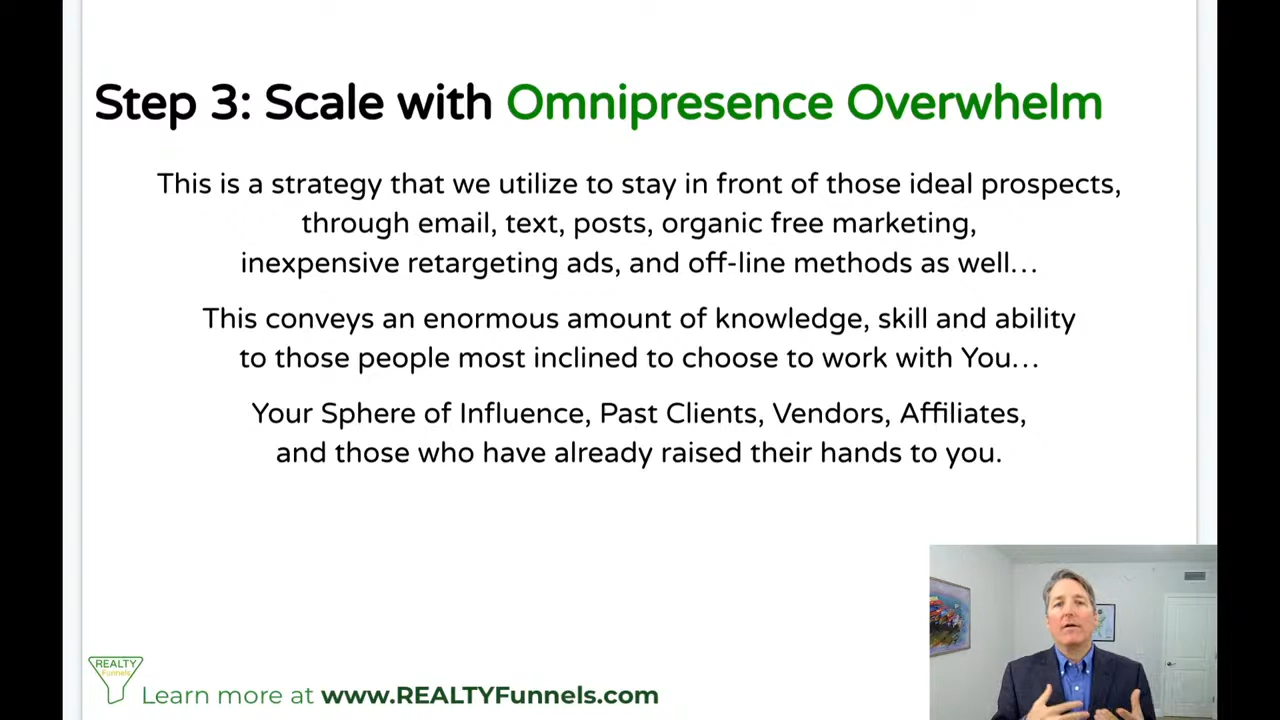 Step 3: Scale with Omnipresence Overwhelm
This is a strategy that we utilize to stay in front of those ideal prospects,
through email, text, posts, organic free marketing,
inexpensive retargeting ads, and off-line methods as well…
This conveys an enormous amount of knowledge, skill and ability
to those people most inclined to choose to work with You…
Your Sphere of Influence, Past Clients, Vendors, Affiliates,
and those who have already raised their hands to you.
REALTY
Funnels
Learn more at www.REALTYFunnels.com